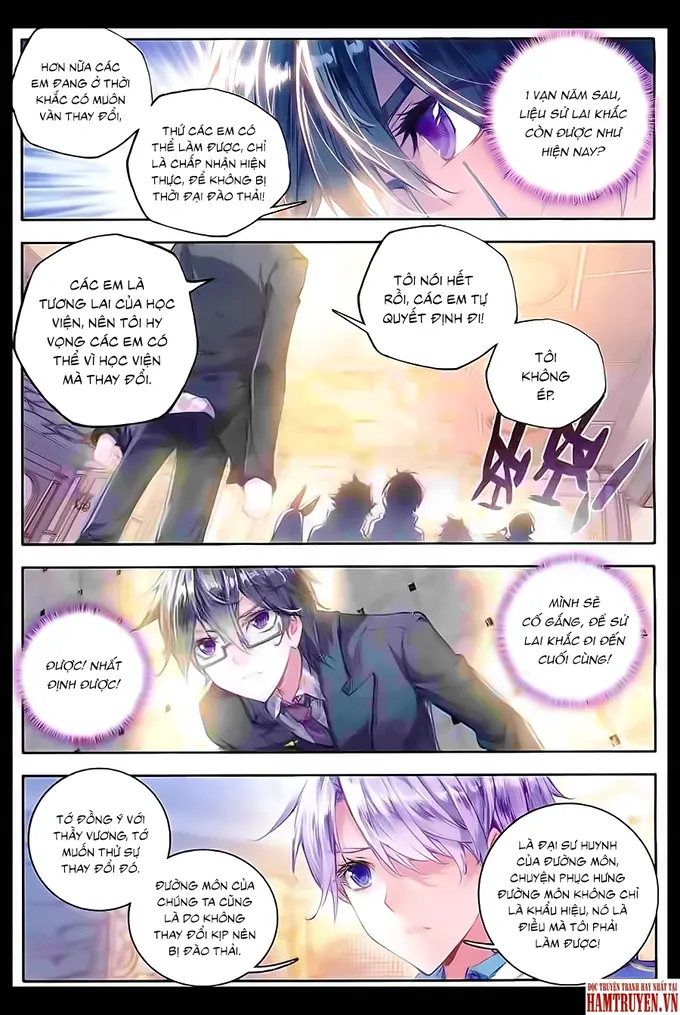 HƠN NỮA CÁC
EM ĐANG Ở THỜI
KHẮC CÓ MUÔN
VÀN THAY ĐỔI,
THỨ CÁC EM CÓ
THỂ LÀM ĐƯỢC, CHỈ
LÀ CHẤP NHẬN HIỆN
THỰC, ĐỂ KHÔNG BỊ
THỜI ĐẠI ĐÀO THẢI!
1 VẠN NĂM SAU,
LIỆU SỬ LAI KHẮC
CÒN ĐƯỢC NHƯ
HIỆN NAY?
CÁC EM LÀ
TƯƠNG LAI CỦA HỌC
VIỆN, NÊN TÔI HY
VỌNG CÁC EM CÓ
THỂ VÌ HỌC VIỆN
MÀ THAY ĐỔI.
TÔI NÓI HẾT
RỒI, CÁC EM TỰ
QUYẾT ĐỊNH ĐI!
TÔI
KHÔNG
ÉP.
ĐƯỢC! NHẤT
ĐỊNH ĐƯỢC!
MÌNH SẼ
CỐ GẮNG, ĐỂ SỬ
LAI KHẮC ĐI ĐẾN
CUỐI CÙNG!
TỚ ĐỒNG Ý VỚI
THẦY VƯƠNG, TỚ
MUỐN THỬ SỰ
THAY ĐỔI ĐÓ.
ĐƯỜNG MÔN CỦA
CHÚNG TA CŨNG
LÀ DO KHÔNG
THAY ĐỔI KỊP NÊN
BỊ ĐÀO THẢI.
LÀ ĐẠI SƯ HUYNH
CỦA ĐƯỜNG MÔN,
CHUYỆN PHỤC HƯNG
ĐƯỜNG MÔN KHÔNG CHỈ
LÀ KHẨU HIỆU, NÓ LÀ
ĐIỀU MÀ TÔI PHẢI
LÀM ĐƯỢC!
ĐỌC TRUYỆN TRANH HAY NHẤT TẠI
HAMTRUYEN.VN